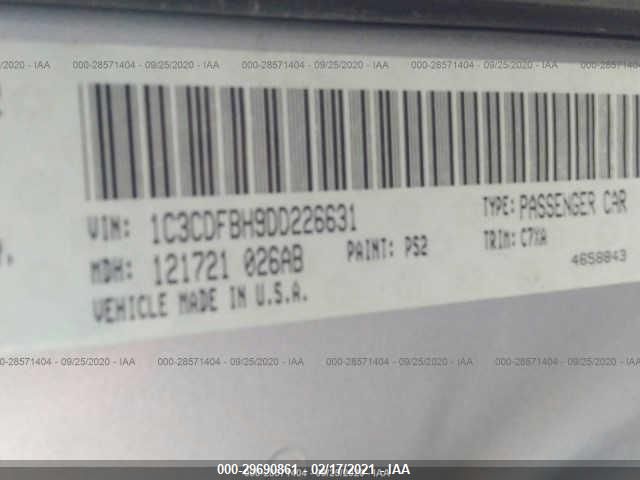 /2020 - IAA 000-28571404 - 09/25/2020 - IAA 000-28571404 - 09/25/2020 - IAA 000-28571404 - 09/25/2020 - IAA 000-285
VIN: 1C3CDFBH9DD226631 TYPE: PASSENGER CAR
MDH: 121721 026AB PAINT: PS2 TRIM: C7XA
VEHICLE MADE IN U.S.A. 4658843
25/2020 - IAA 000-28571404 - 09/25/2020 - IAA 000-28571404 - 09/25/2020 - IAA 000-28571404 - 09/25/2020 - IAA
000-28571404 - 09/25/2020 - IAA
000-29690861 - 02/17/2021 - IAA